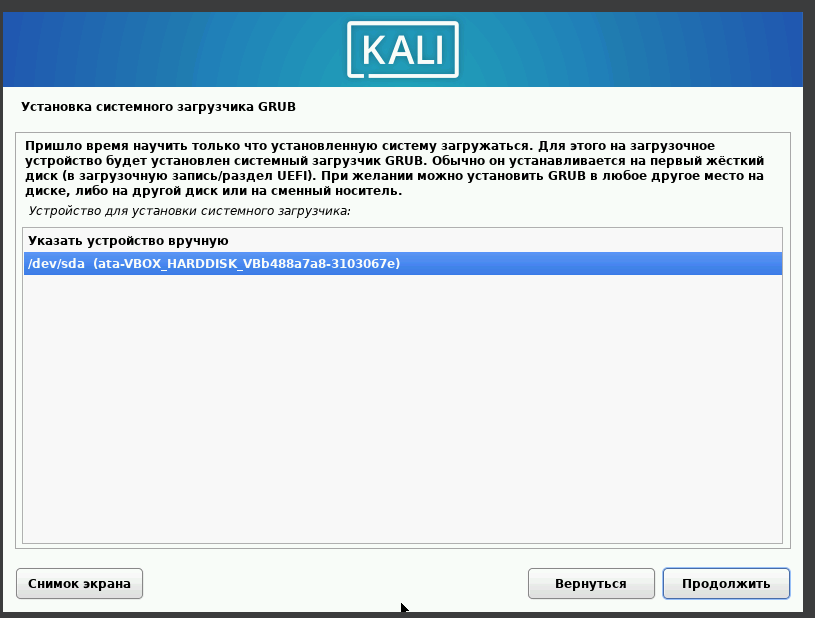 KALI
Установка системного загрузчика GRUB
Пришло время научить только что установленную систему загружаться. Для этого на загрузочное
устройство будет установлен системный загрузчик GRUB. Обычно он устанавливается на первый жёсткий
диск (в загрузочную запись/раздел UEFI). При желании можно установить GRUB в любое другое место на
диске, либо на другой диск или на сменный носитель.
Устройство для установки системного загрузчика:
Указать устройство вручную
/dev/sda (ata-VBOX_HARDDISK_VBb488a7a8-3103067e)
Снимок экрана
Вернуться
Продолжить